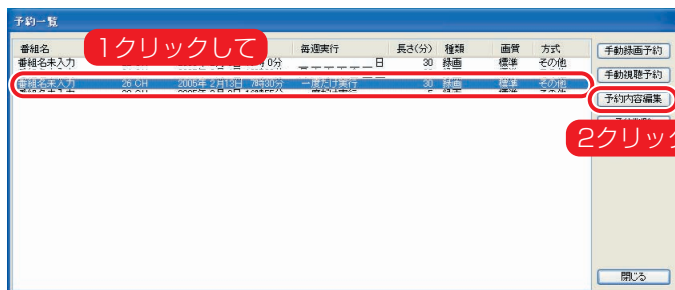 予約一覧
番組名 毎週実行 長さ(分) 種類 画質 方式
1クリックして
番組名未入力 0分 日 30 録画 標準 その他
番組名未入力 26 CH 2005年 2月13日 7時30分 一度だけ実行 30 録画 標準 その他
手動録画予約
手動視聴予約
予約内容編集
2クリック
閉じる